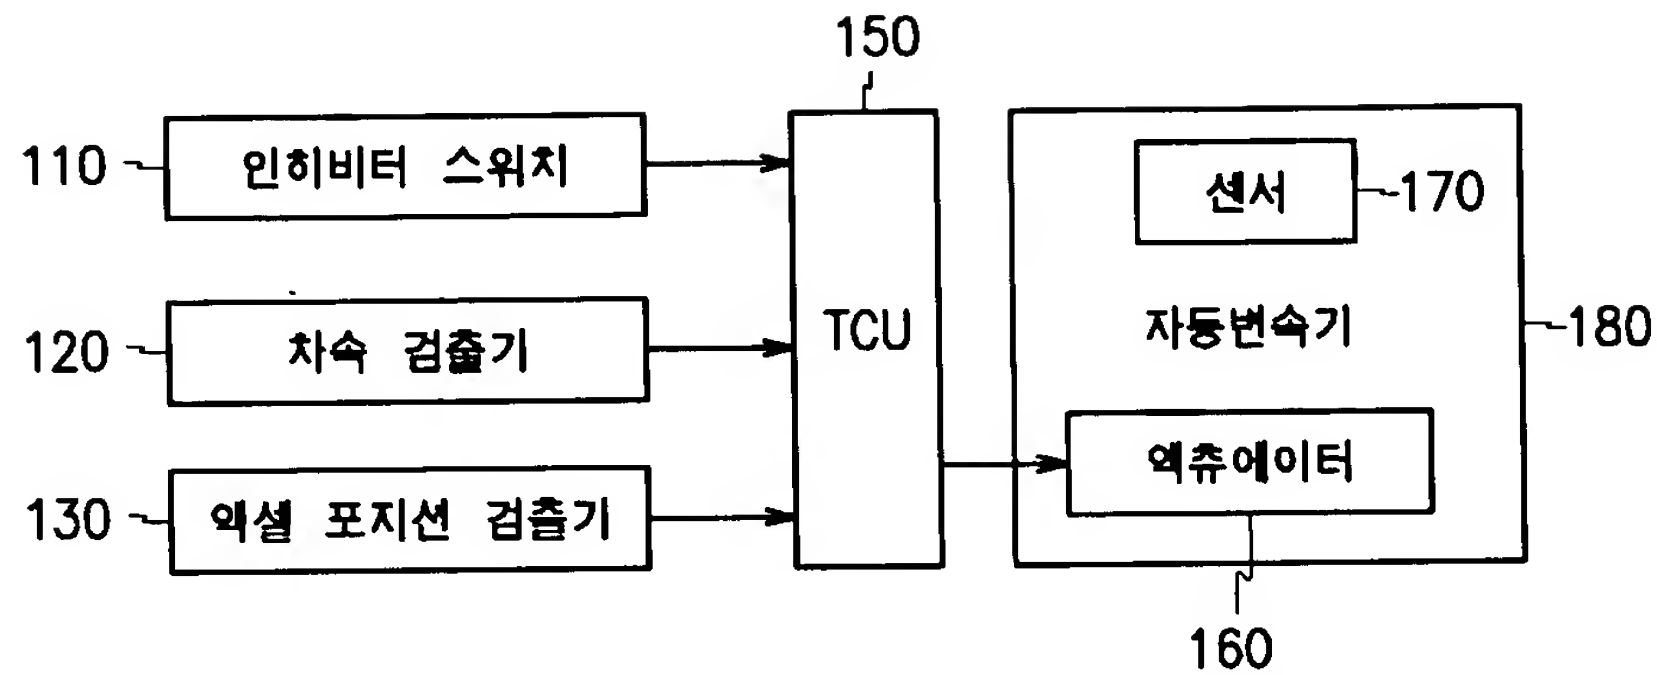 150
110
인히비터 스위치
센서
170
120
차속 검출기
TCU
자동변속기
180
130
액셀 포지션 검출기
액츄에이터
160